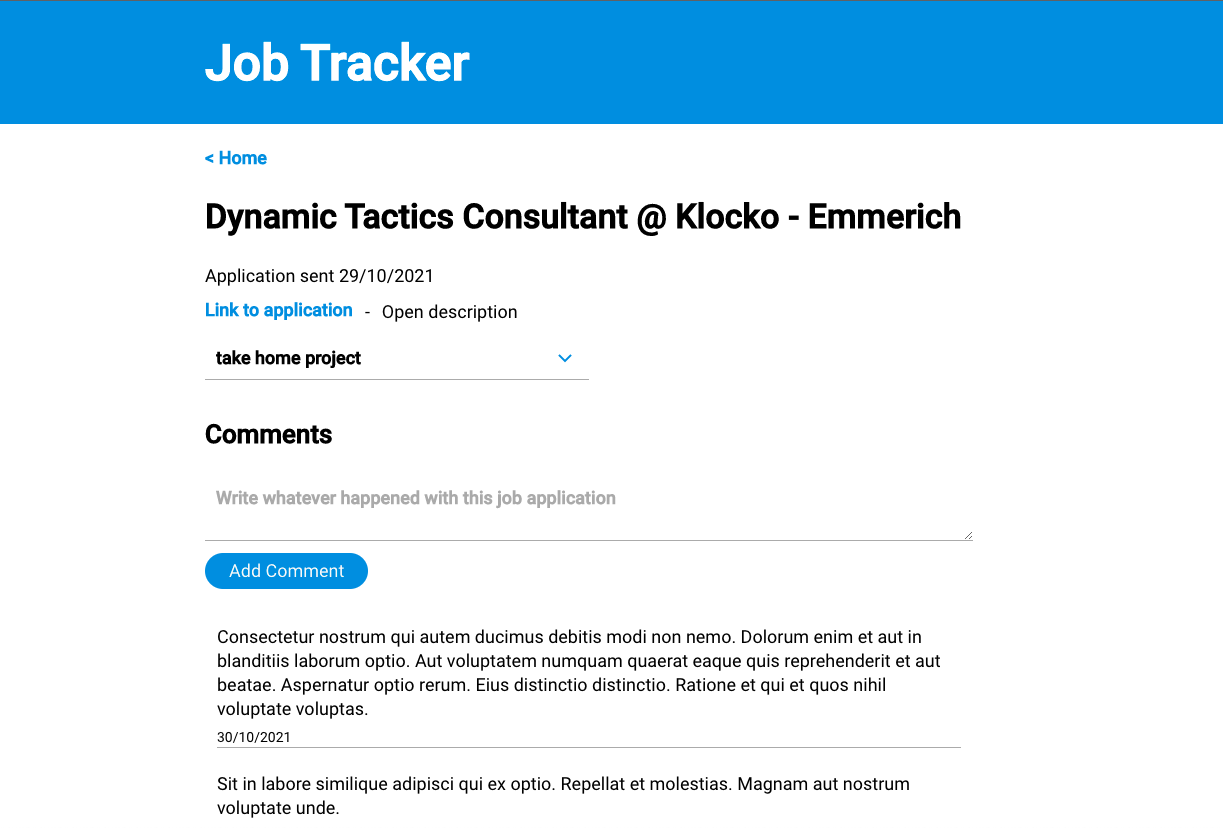 Job Tracker
< Home
Dynamic Tactics Consultant @ Klocko - Emmerich
Application sent 29/10/2021
Link to application - Open description
take home project
Comments
Write whatever happened with this job application
Add Comment
Consectetur nostrum qui autem ducimus debitis modi non nemo. Dolorum enim et aut in
blanditiis laborum optio. Aut voluptatem numquam quaerat eaque quis reprehenderit et aut
beatae. Aspernatur optio rerum. Eius distinctio distinctio. Ratione et qui et quos nihil
voluptate voluptas.
30/10/2021
Sit in labore similique adipisci qui ex optio. Repellat et molestias. Magnam aut nostrum
voluptate unde.